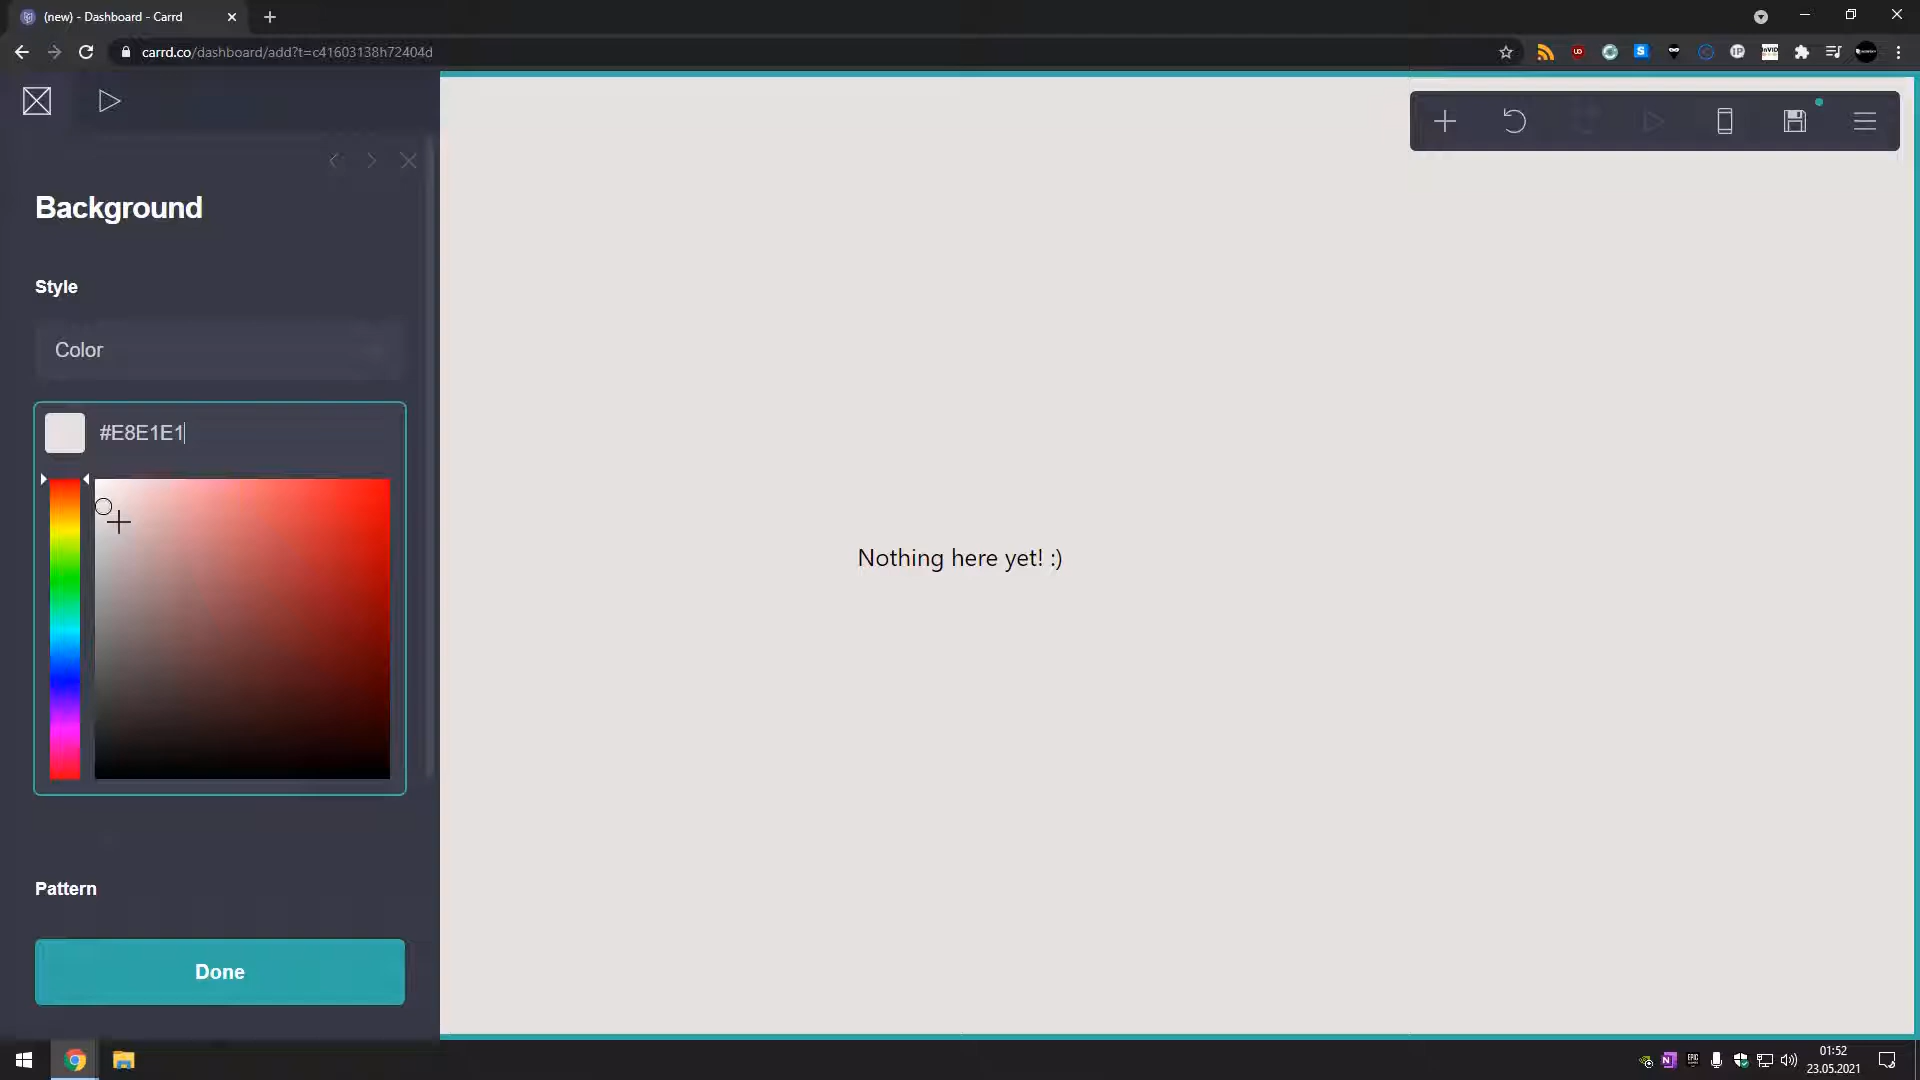 (new) - Dashboard - Carrd
carrd.co/dashboard/add?t=c41603138h72404d
Background
Style
Color
#E8E1E1
Nothing here yet! :)
Pattern
Done
01:52
23.05.2021